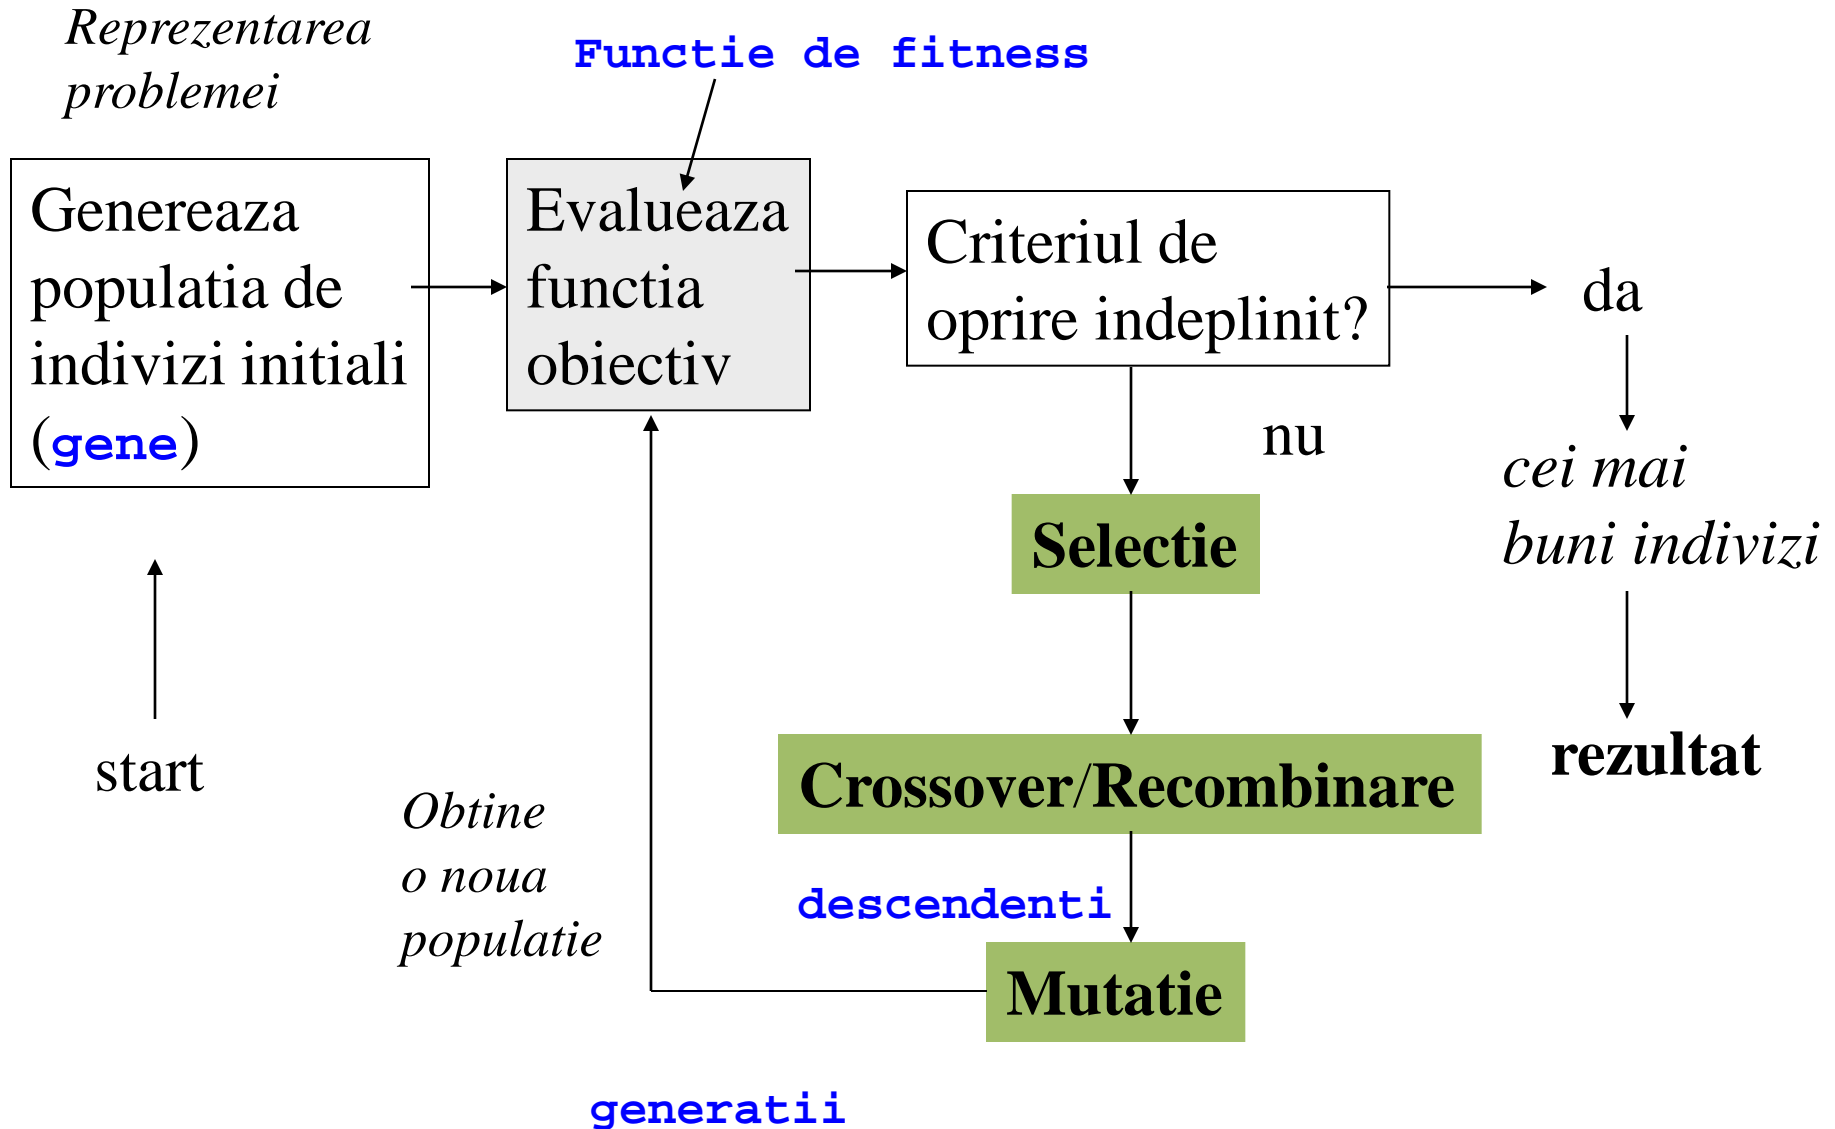 Reprezentarea
problemei
Functie de fitness
Genereaza
populatia de
indivizi initiali
(gene)
Evalueaza
functia
obiectiv
Criteriul de
oprire indeplinit?
da
nu
cei mai
buni indivizi
Selectie
start
rezultat
Crossover/Recombinare
Obtine
o noua
populatie
descendenti
Mutatie
generatii